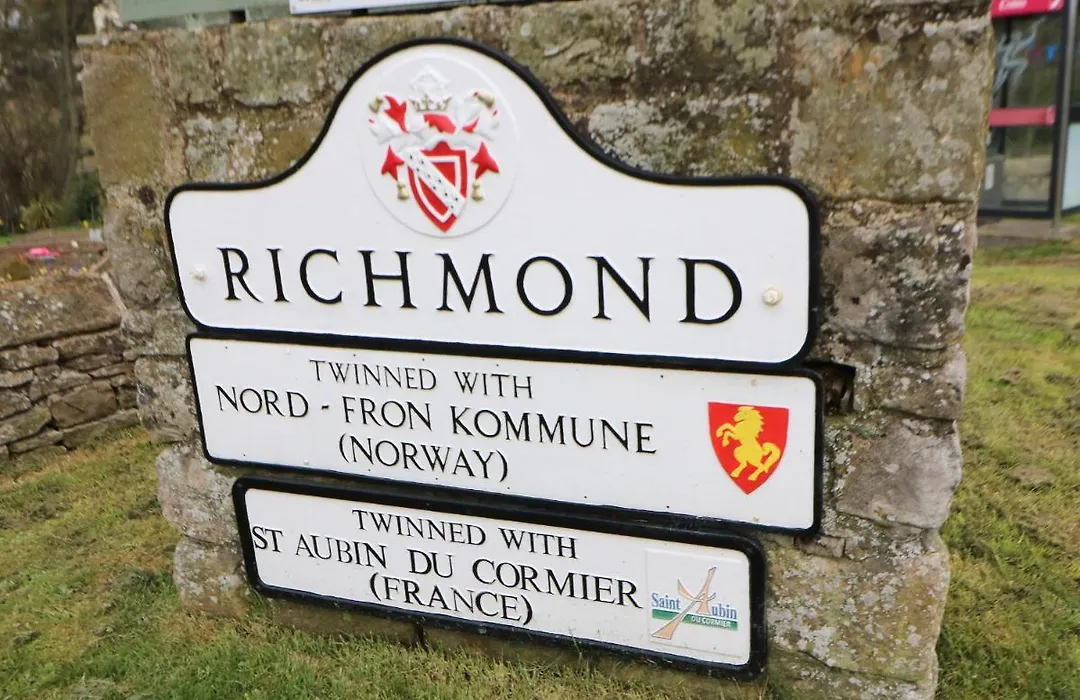 RICHMOND
TWINNED WITH
NORD - FRON KOMMUNE
(NORWAY)
TWINNED WITH
ST AUBIN DU CORMIER
(FRANCE)
Saint Aubin
DU CORMIER